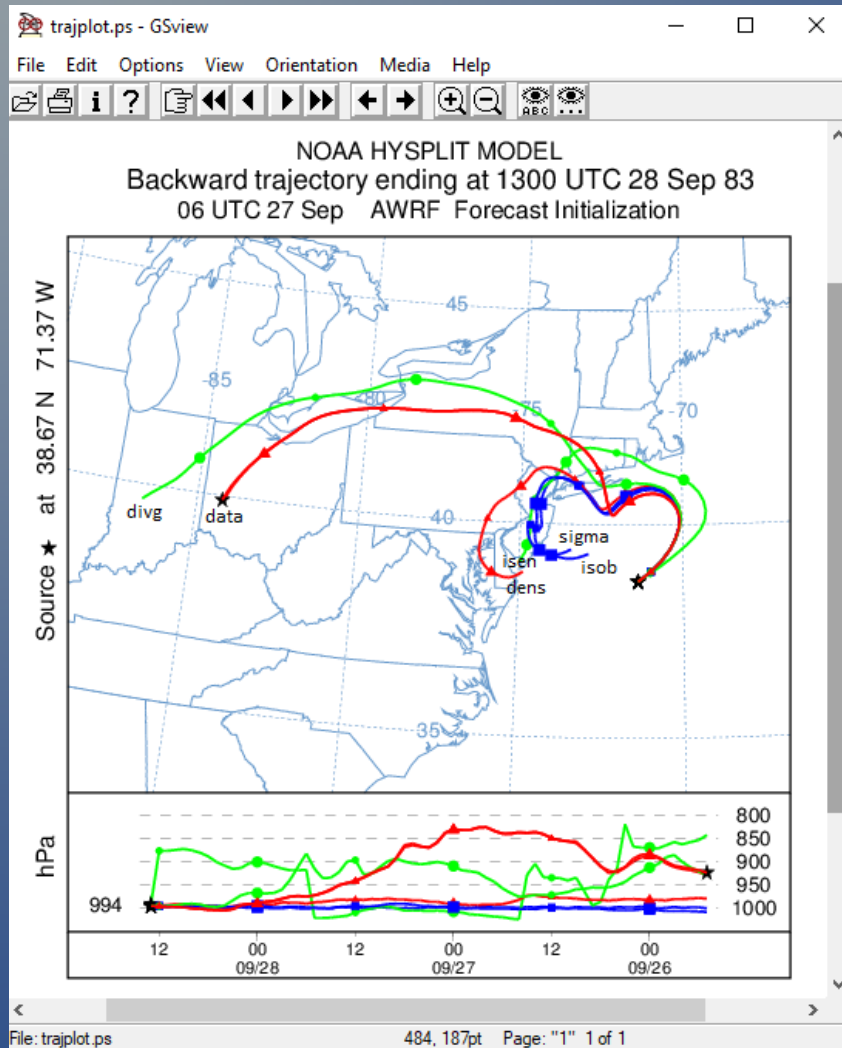 trajplot.ps - GSview
File Edit Options View Orientation Media Help
i ? ABC ...
NOAA HYSPLIT MODEL
Backward trajectory ending at 1300 UTC 28 Sep 83
06 UTC 27 Sep AWRF Forecast Initialization
Source ★ at 38.67 N 71.37 W
45
-85
-80
-75
-70
divg
data
40
sigma
isen
isob
dens
35
hPa
800
850
900
950
1000
994
12 00 12 00 12 00
09/28 09/27 09/26
File: trajplot.ps 484, 187pt Page: "1" 1 of 1